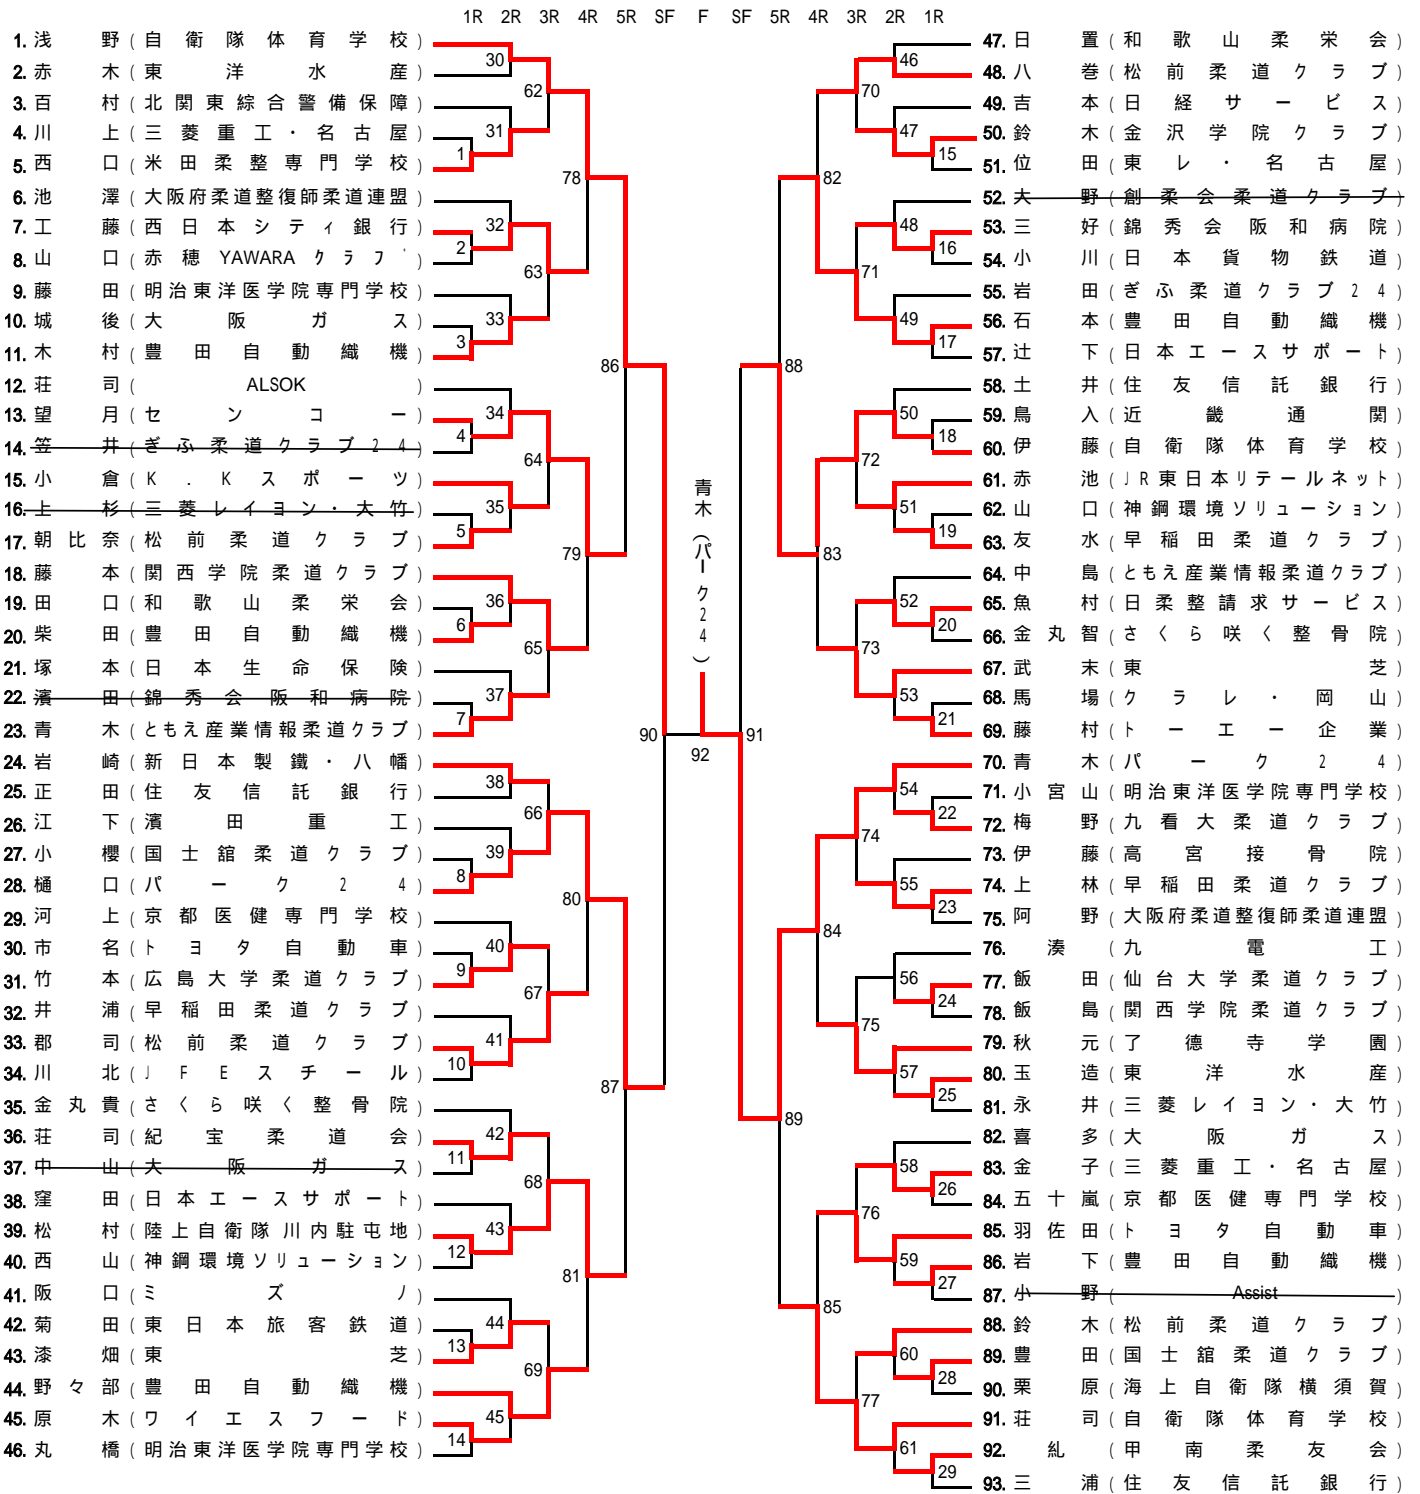 1R 2R 3R 4R 5R SF F SF 5R 4R 3R 2R 1R
1. 浅野 (自衛隊体育学校)
2. 赤木 (東洋水産)
3. 百村 (北関東綜合警備保障)
4. 川上 (三菱重工・名古屋)
5. 西口 (米田柔整専門学校)
6. 池澤 (大阪府柔道整復師柔道連盟)
7. 工藤 (西日本シティ銀行)
8. 山口 (赤穂YAWARAクラブ)
9. 藤田 (明治東洋医学院専門学校)
10. 城後 (大阪ガス)
11. 木村 (豊田自動織機)
12. 荘司 (ALSOK)
13. 望月 (センコー)
14. 笠井 (ぎふ柔道クラブ24)
15. 小倉 (K.Kスポーツ)
16. 上杉 (三菱レイヨン・大竹)
17. 朝比奈 (松前柔道クラブ)
18. 藤本 (関西学院柔道クラブ)
19. 田口 (和歌山柔栄会)
20. 柴田 (豊田自動織機)
21. 塚本 (日本生命保険)
22. 濱田 (錦秀会阪和病院)
23. 青木 (ともえ産業情報柔道クラブ)
24. 岩崎 (新日本製鐵・八幡)
25. 正田 (住友信託銀行)
26. 江下 (濱田重工)
27. 小櫻 (国士舘柔道クラブ)
28. 樋口 (パーク24)
29. 河上 (京都医健専門学校)
30. 市名 (トヨタ自動車)
31. 竹本 (広島大学柔道クラブ)
32. 井浦 (早稲田柔道クラブ)
33. 郡司 (松前柔道クラブ)
34. 川北 (JFEスチール)
35. 金丸貴 (さくら咲く整骨院)
36. 荘司 (紀宝柔道会)
37. 中山 (大阪ガス)
38. 窪田 (日本エースサポート)
39. 松村 (陸上自衛隊川内駐屯地)
40. 西山 (神鋼環境ソリューション)
41. 阪口 (ミズノ)
42. 菊田 (東日本旅客鉄道)
43. 漆畑 (東芝)
44. 野々部 (豊田自動織機)
45. 原木 (ワイエスフード)
46. 丸橋 (明治東洋医学院専門学校)
1
2
3
4
5
6
7
8
9
10
11
12
13
14
30
31
32
33
34
35
36
37
38
39
40
41
42
43
44
45
62
63
64
65
66
67
68
69
78
79
80
81
86
87
90
青木(パーク24)
92
91
88
89
82
83
84
85
70
71
72
73
74
75
76
77
46
47
48
49
50
51
52
53
54
55
56
57
58
59
60
61
15
16
17
18
19
20
21
22
23
24
25
26
27
28
29
47. 日置 (和歌山柔栄会)
48. 八巻 (松前柔道クラブ)
49. 吉本 (日経サービス)
50. 鈴木 (金沢学院クラブ)
51. 位田 (東レ・名古屋)
52. 大野 (創柔会柔道クラブ)
53. 三好 (錦秀会阪和病院)
54. 小川 (日本貨物鉄道)
55. 岩田 (ぎふ柔道クラブ24)
56. 石本 (豊田自動織機)
57. 辻下 (日本エースサポート)
58. 土井 (住友信託銀行)
59. 鳥入 (近畿通関)
60. 伊藤 (自衛隊体育学校)
61. 赤池 (JR東日本リテールネット)
62. 山口 (神鋼環境ソリューション)
63. 友水 (早稲田柔道クラブ)
64. 中島 (ともえ産業情報柔道クラブ)
65. 魚村 (日柔整請求サービス)
66. 金丸智 (さくら咲く整骨院)
67. 武末 (東芝)
68. 馬場 (クラレ・岡山)
69. 藤村 (トーエー企業)
70. 青木 (パーク24)
71. 小宮山 (明治東洋医学院専門学校)
72. 梅野 (九看大柔道クラブ)
73. 伊藤 (高宮接骨院)
74. 上林 (早稲田柔道クラブ)
75. 阿野 (大阪府柔道整復師柔道連盟)
76. 湊 (九電工)
77. 飯田 (仙台大学柔道クラブ)
78. 飯島 (関西学院柔道クラブ)
79. 秋元 (了德寺学園)
80. 玉造 (東洋水産)
81. 永井 (三菱レイヨン・大竹)
82. 喜多 (大阪ガス)
83. 金子 (三菱重工・名古屋)
84. 五十嵐 (京都医健専門学校)
85. 羽佐田 (トヨタ自動車)
86. 岩下 (豊田自動織機)
87. 小野 (Assist)
88. 鈴木 (松前柔道クラブ)
89. 豊田 (国士舘柔道クラブ)
90. 栗原 (海上自衛隊横須賀)
91. 荘司 (自衛隊体育学校)
92. 糺 (甲南柔友会)
93. 三浦 (住友信託銀行)